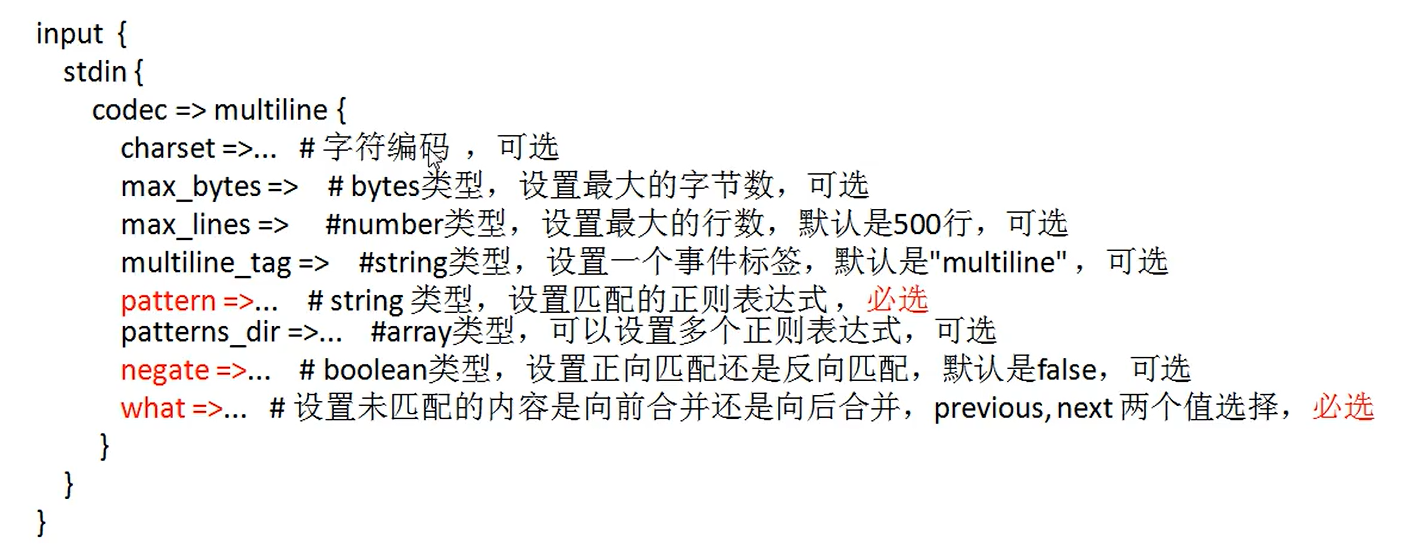 input {
stdin {
codec => multiline {
charset =>... # 字符编码 ，可选
max_bytes => # bytes类型，设置最大的字节数，可选
max_lines => #number类型，设置最大的行数，默认是500行，可选
multiline_tag => #string类型，设置一个事件标签，默认是"multiline" ，可选
pattern =>... # string 类型，设置匹配的正则表达式 ，必选
patterns_dir =>... #array类型，可以设置多个正则表达式，可选
negate =>... # boolean类型，设置正向匹配还是反向匹配，默认是false，可选
what =>... # 设置未匹配的内容是向前合并还是向后合并，previous, next 两个值选择，必选
}
}
}